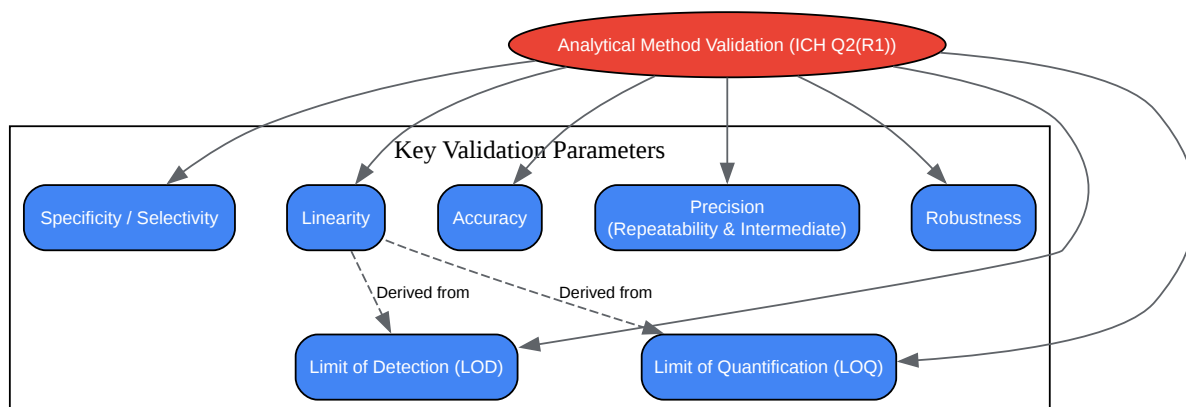 Analytical Method Validation (ICH Q2(R1))
Key Validation Parameters
Specificity / Selectivity
Linearity
Accuracy
Precision
(Repeatability & Intermediate)
Robustness
Derived from
Derived from
Limit of Detection (LOD)
Limit of Quantification (LOQ)